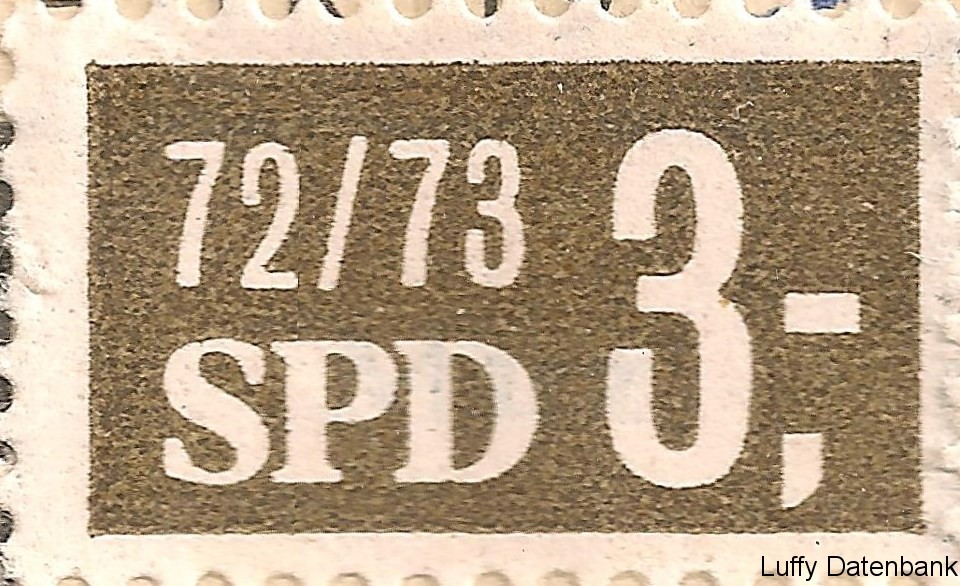 72/73
SPD
3,-
Luffy Datenbank